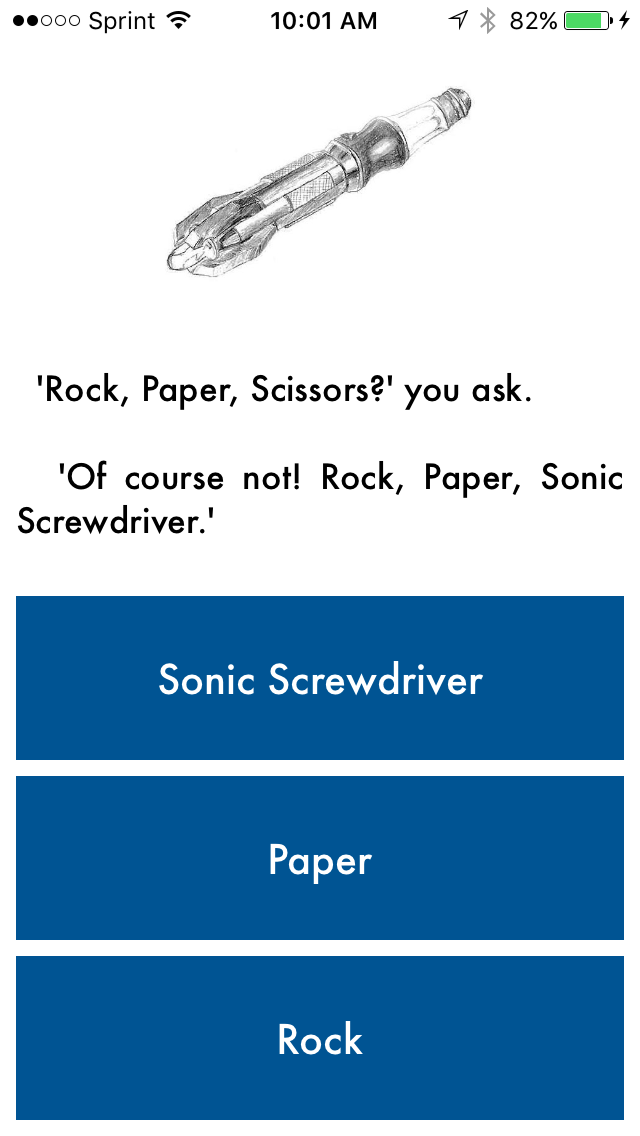 Sprint 10:01 AM 82%
'Rock, Paper, Scissors?' you ask.
'Of course not! Rock, Paper, Sonic
Screwdriver.'
Sonic Screwdriver
Paper
Rock